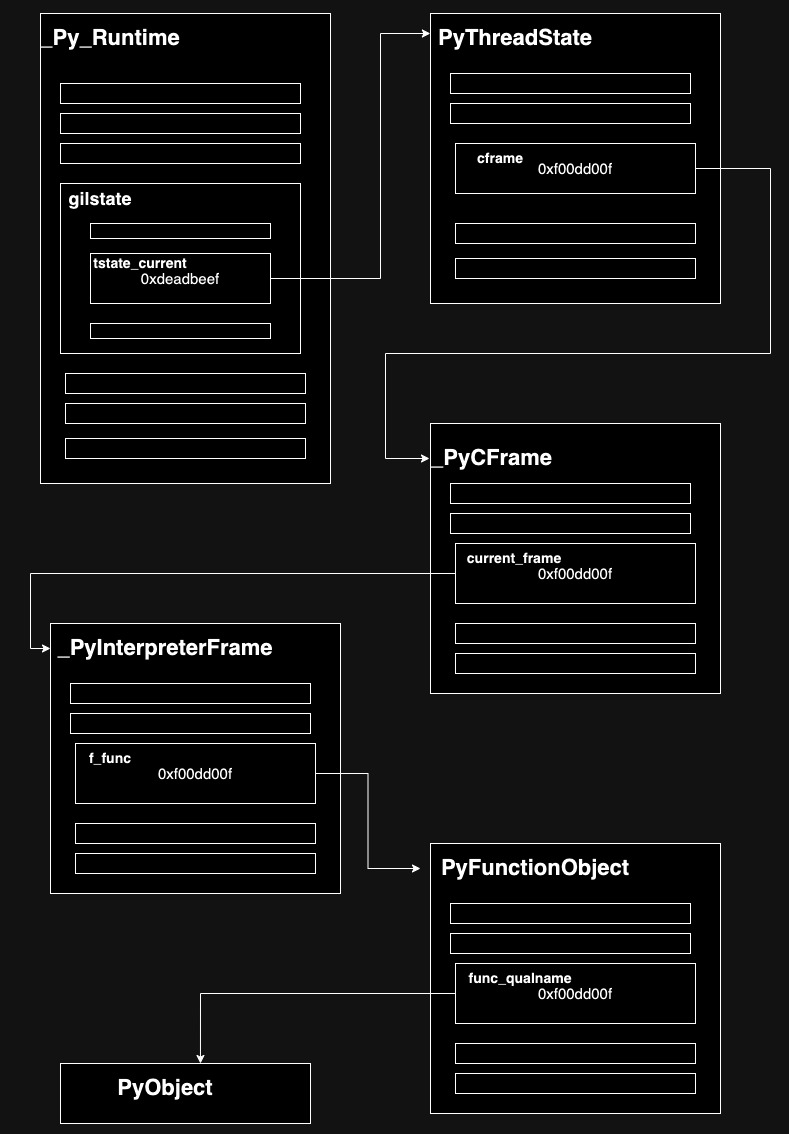 _Py_Runtime
gilstate
tstate_current
0xdeadbeef
PyThreadState
cframe
0xf00dd00f
_PyCFrame
current_frame
0xf00dd00f
_PyInterpreterFrame
f_func
0xf00dd00f
PyFunctionObject
func_qualname
0xf00dd00f
PyObject